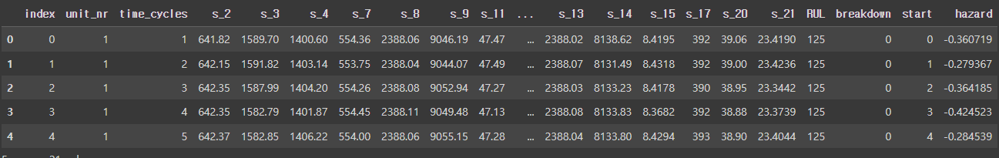 index unit_nr time_cycles s_2 s_3 s_4 s_7 s_8 s_9 s_11 ... s_13 s_14 s_15 s_17 s_20 s_21 RUL breakdown start hazard
0 0 1 1 641.82 1589.70 1400.60 554.36 2388.06 9046.19 47.47 ... 2388.02 8138.62 8.4195 392 39.06 23.4190 125 0 0 -0.360719
1 1 1 2 642.15 1591.82 1403.14 553.75 2388.04 9044.07 47.49 ... 2388.07 8131.49 8.4318 392 39.00 23.4236 125 0 1 -0.279367
2 2 1 3 642.35 1587.99 1404.20 554.26 2388.08 9052.94 47.27 ... 2388.03 8133.23 8.4178 390 38.95 23.3442 125 0 2 -0.364185
3 3 1 4 642.35 1582.79 1401.87 554.45 2388.11 9049.48 47.13 ... 2388.08 8133.83 8.3682 392 38.88 23.3739 125 0 3 -0.424523
4 4 1 5 642.37 1582.85 1406.22 554.00 2388.06 9055.15 47.28 ... 2388.04 8133.80 8.4294 393 38.90 23.4044 125 0 4 -0.284539